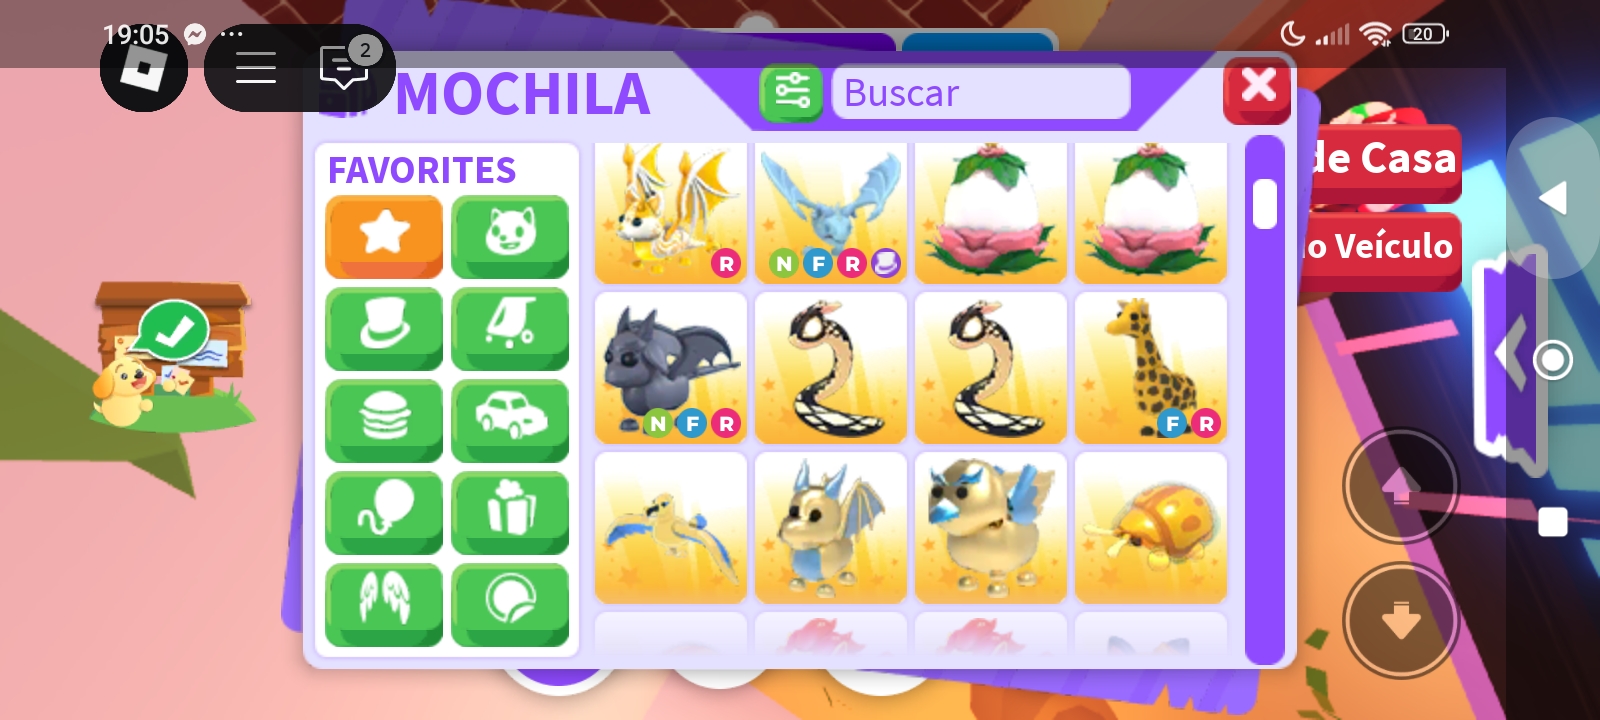 19:05
2
20
MOCHILA
Buscar
de Casa
o Veículo
FAVORITES
R
N F R
N F R
F R